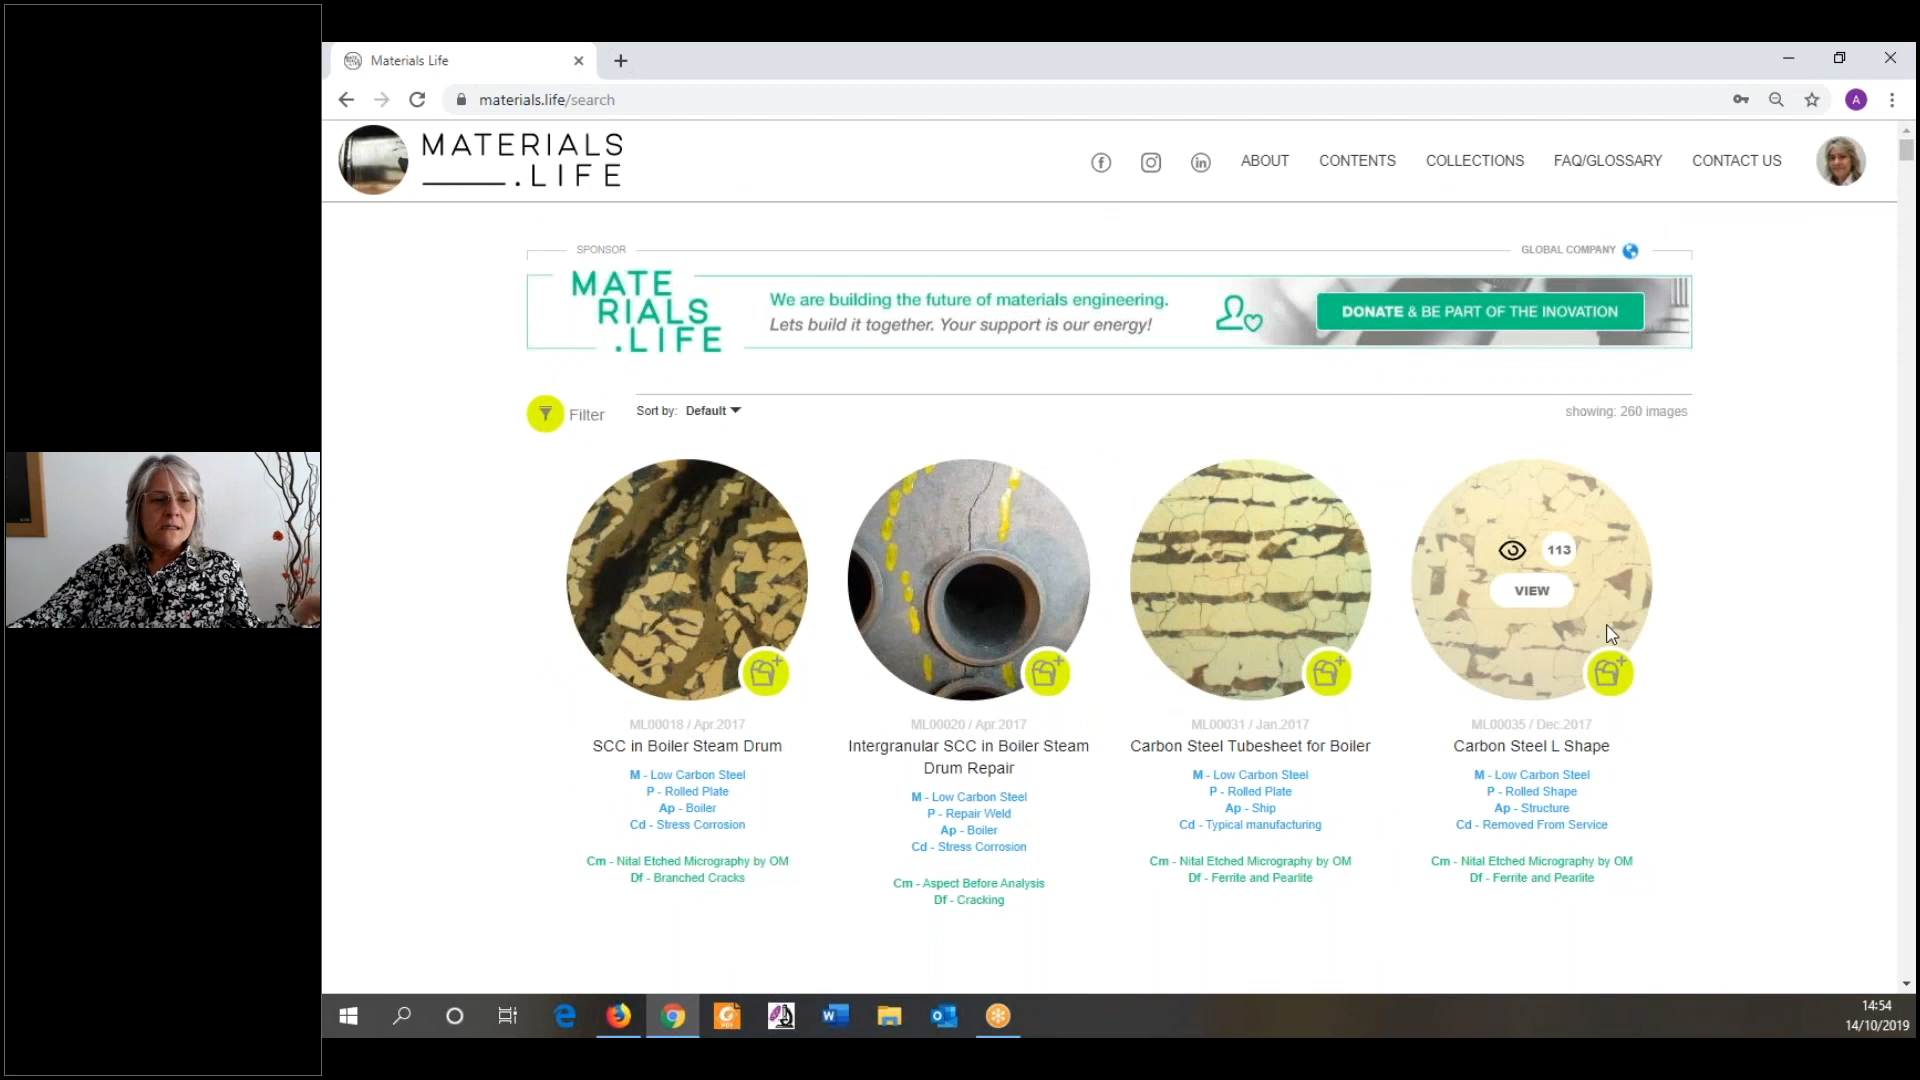 Materials Life
materials.life/search
A
MATERIALS
.LIFE
ABOUT
CONTENTS
COLLECTIONS
FAQ/GLOSSARY
CONTACT US
SPONSOR
GLOBAL COMPANY
MATE
RIALS
.LIFE
We are building the future of materials engineering.
Lets build it together. Your support is our energy!
DONATE & BE PART OF THE INOVATION
Filter
Sort by: Default
showing: 260 images
113
VIEW
ML00018 / Apr.2017
SCC in Boiler Steam Drum
M - Low Carbon Steel
P - Rolled Plate
Ap - Boiler
Cd - Stress Corrosion
Cm - Nital Etched Micrography by OM
Df - Branched Cracks
ML00020 / Apr.2017
Intergranular SCC in Boiler Steam
Drum Repair
M - Low Carbon Steel
P - Repair Weld
Ap - Boiler
Cd - Stress Corrosion
Cm - Aspect Before Analysis
Df - Cracking
ML00031 / Jan.2017
Carbon Steel Tubesheet for Boiler
M - Low Carbon Steel
P - Rolled Plate
Ap - Ship
Cd - Typical manufacturing
Cm - Nital Etched Micrography by OM
Df - Ferrite and Pearlite
ML00035 / Dec.2017
Carbon Steel L Shape
M - Low Carbon Steel
P - Rolled Shape
Ap - Structure
Cd - Removed From Service
Cm - Nital Etched Micrography by OM
Df - Ferrite and Pearlite
14:54
14/10/2019